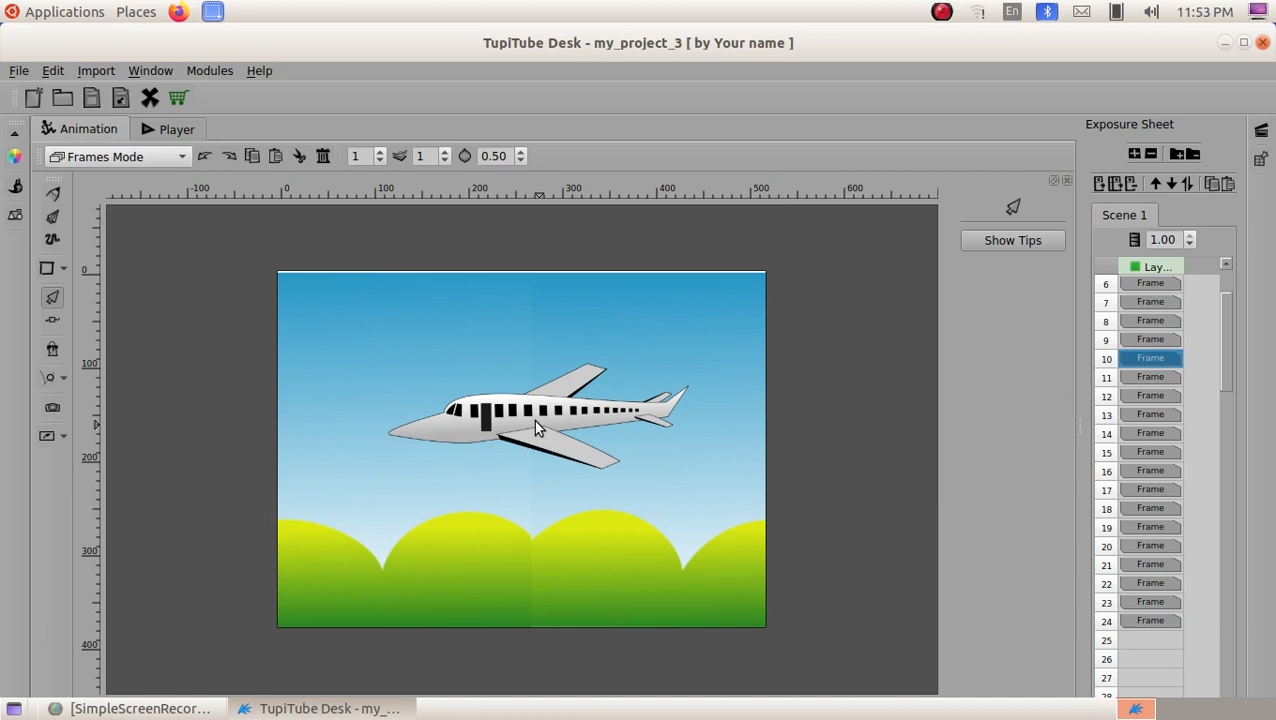 Applications Places En 11:53 PM
TupiTube Desk - my_project_3 [ by Your name ]
File Edit Import Window Modules Help
Animation Player
Exposure Sheet
Frames Mode 1 1 0.50
-100 0 100 200 300 400 500 600
Scene 1
Show Tips
1.00
Lay...
6 Frame
7 Frame
8 Frame
9 Frame
10 Frame
11 Frame
12 Frame
13 Frame
14 Frame
15 Frame
16 Frame
17 Frame
18 Frame
19 Frame
20 Frame
21 Frame
22 Frame
23 Frame
24 Frame
25
26
27
28
0
100
200
300
400
[SimpleScreenRecor... TupiTube Desk - my_...